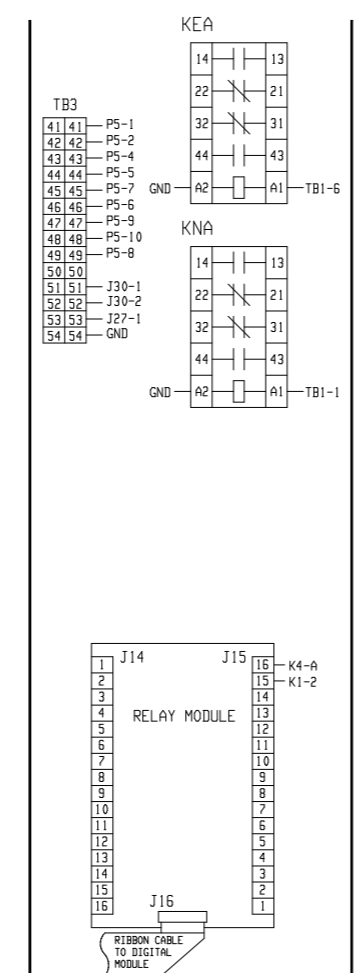 KEA
14 13
22 21
32 31
44 43
GND A2 A1 TB1-6
TB3
41 41 P5-1
42 42 P5-2
43 43 P5-4
44 44 P5-5
45 45 P5-7
46 46 P5-6
47 47 P5-9
48 48 P5-10
49 49 P5-8
50 50
51 51 J30-1
52 52 J30-2
53 53 J27-1
54 54 GND
KNA
14 13
22 21
32 31
44 43
GND A2 A1 TB1-1
J14 J15
RELAY MODULE
1 16 K4-A
2 15 K1-2
3 14
4 13
5 12
6 11
7 10
8 9
9 8
10 7
11 6
12 5
13 4
14 3
15 2
16 1
J16
RIBBON CABLE
TO DIGITAL
MODULE